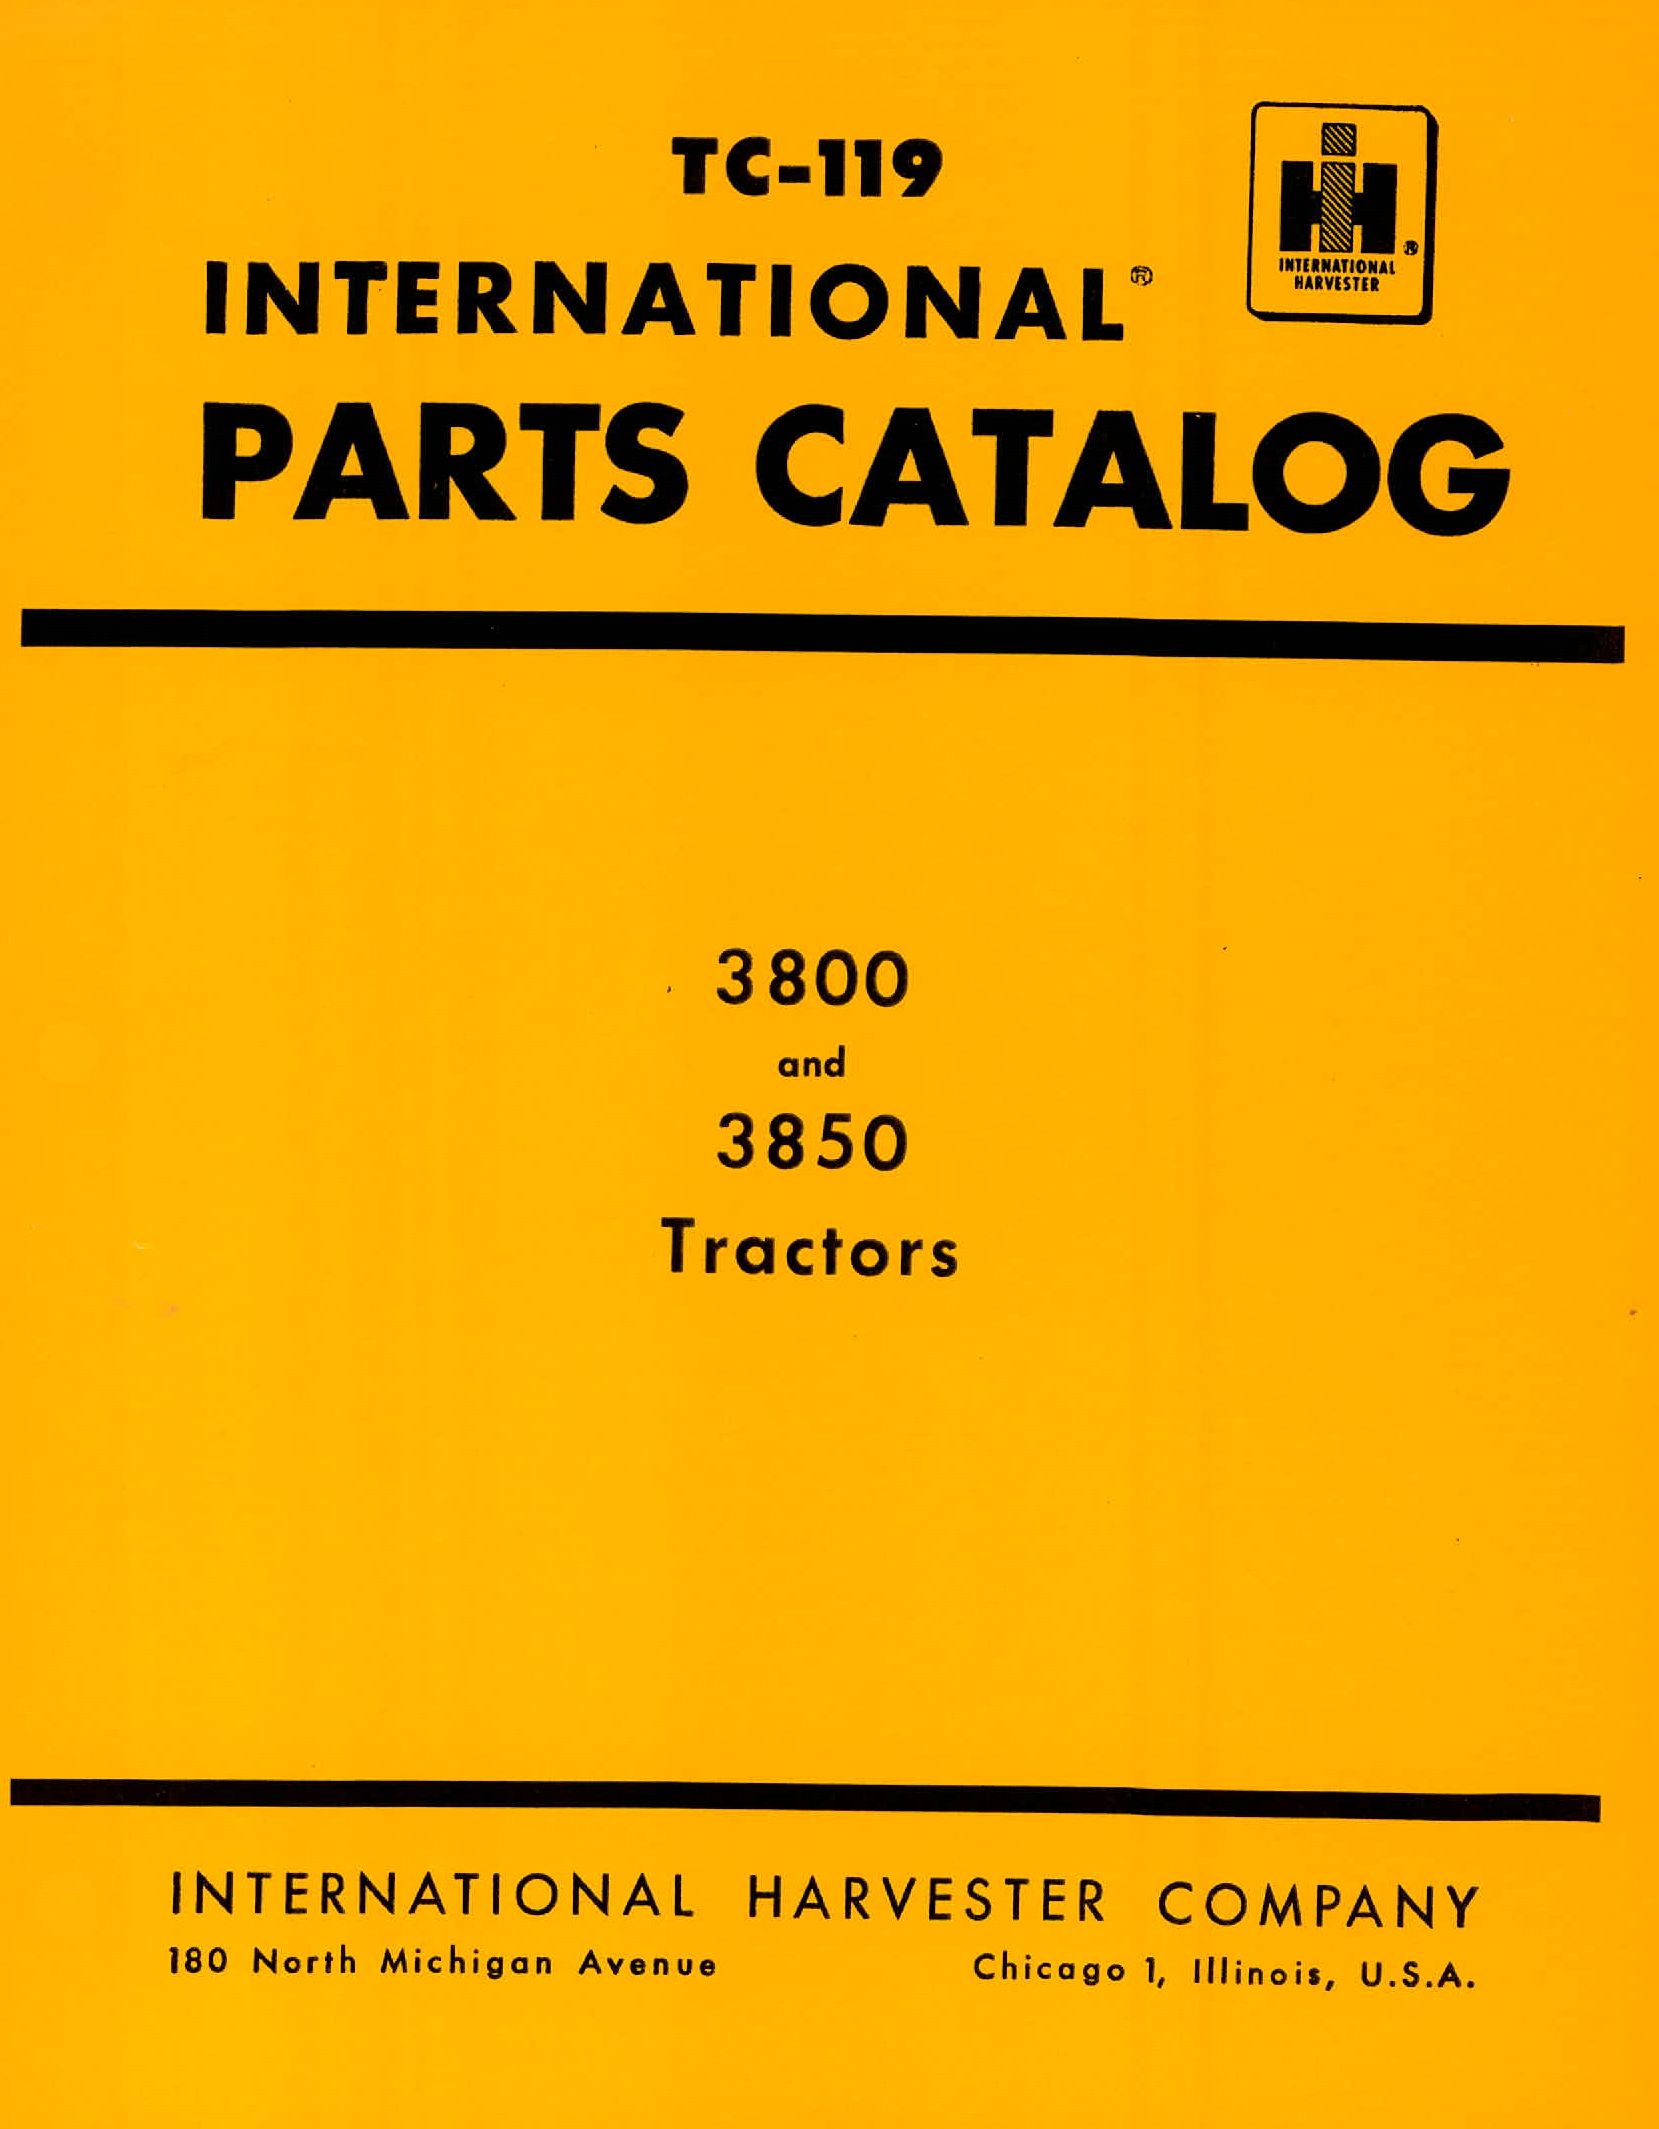 TC-119
INTERNATIONAL®
IH ®
INTERNATIONAL
HARVESTER
PARTS CATALOG
3800
and
3850
Tractors
INTERNATIONAL HARVESTER COMPANY
180 North Michigan Avenue Chicago 1, Illinois, U.S.A.